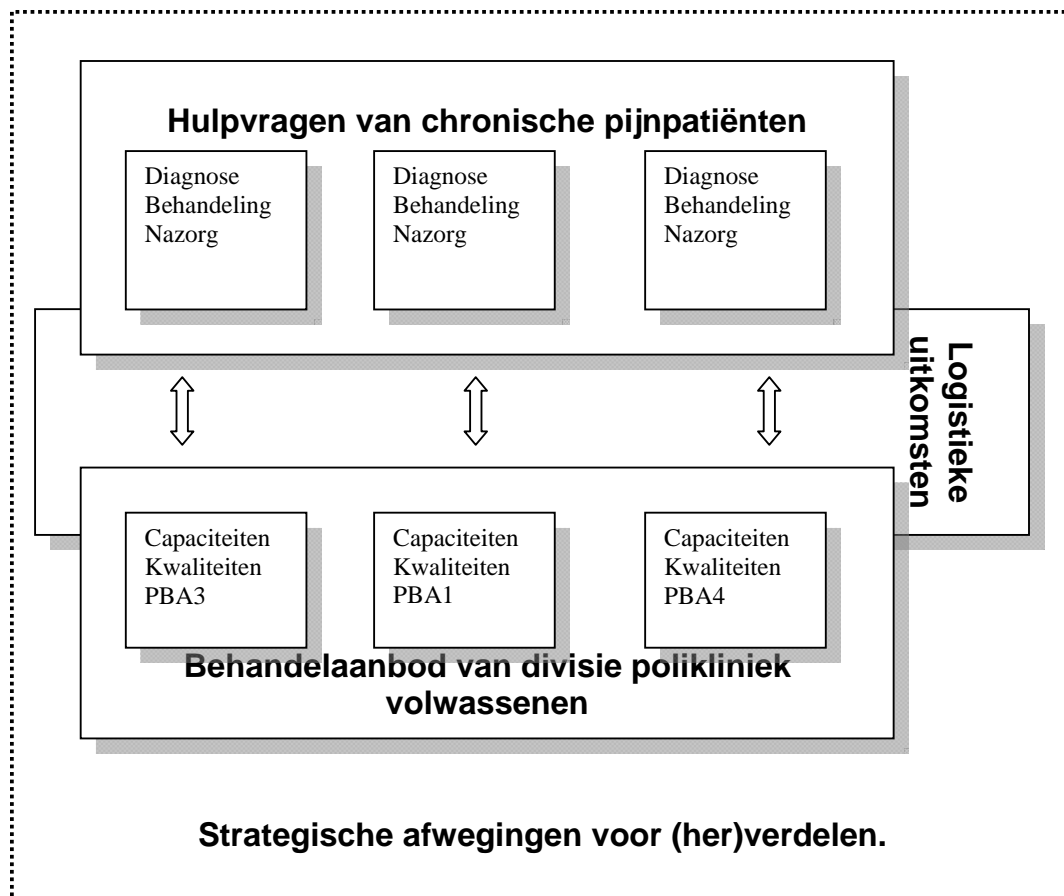 Hulpvragen van chronische pijnpatiënten
Diagnose
Behandeling
Nazorg
Diagnose
Behandeling
Nazorg
Diagnose
Behandeling
Nazorg
Logistieke
uitkomsten
Capaciteiten
Kwaliteiten
PBA3
Capaciteiten
Kwaliteiten
PBA1
Capaciteiten
Kwaliteiten
PBA4
Behandelaanbod van divisie polikliniek
volwassenen
Strategische afwegingen voor (her)verdelen.